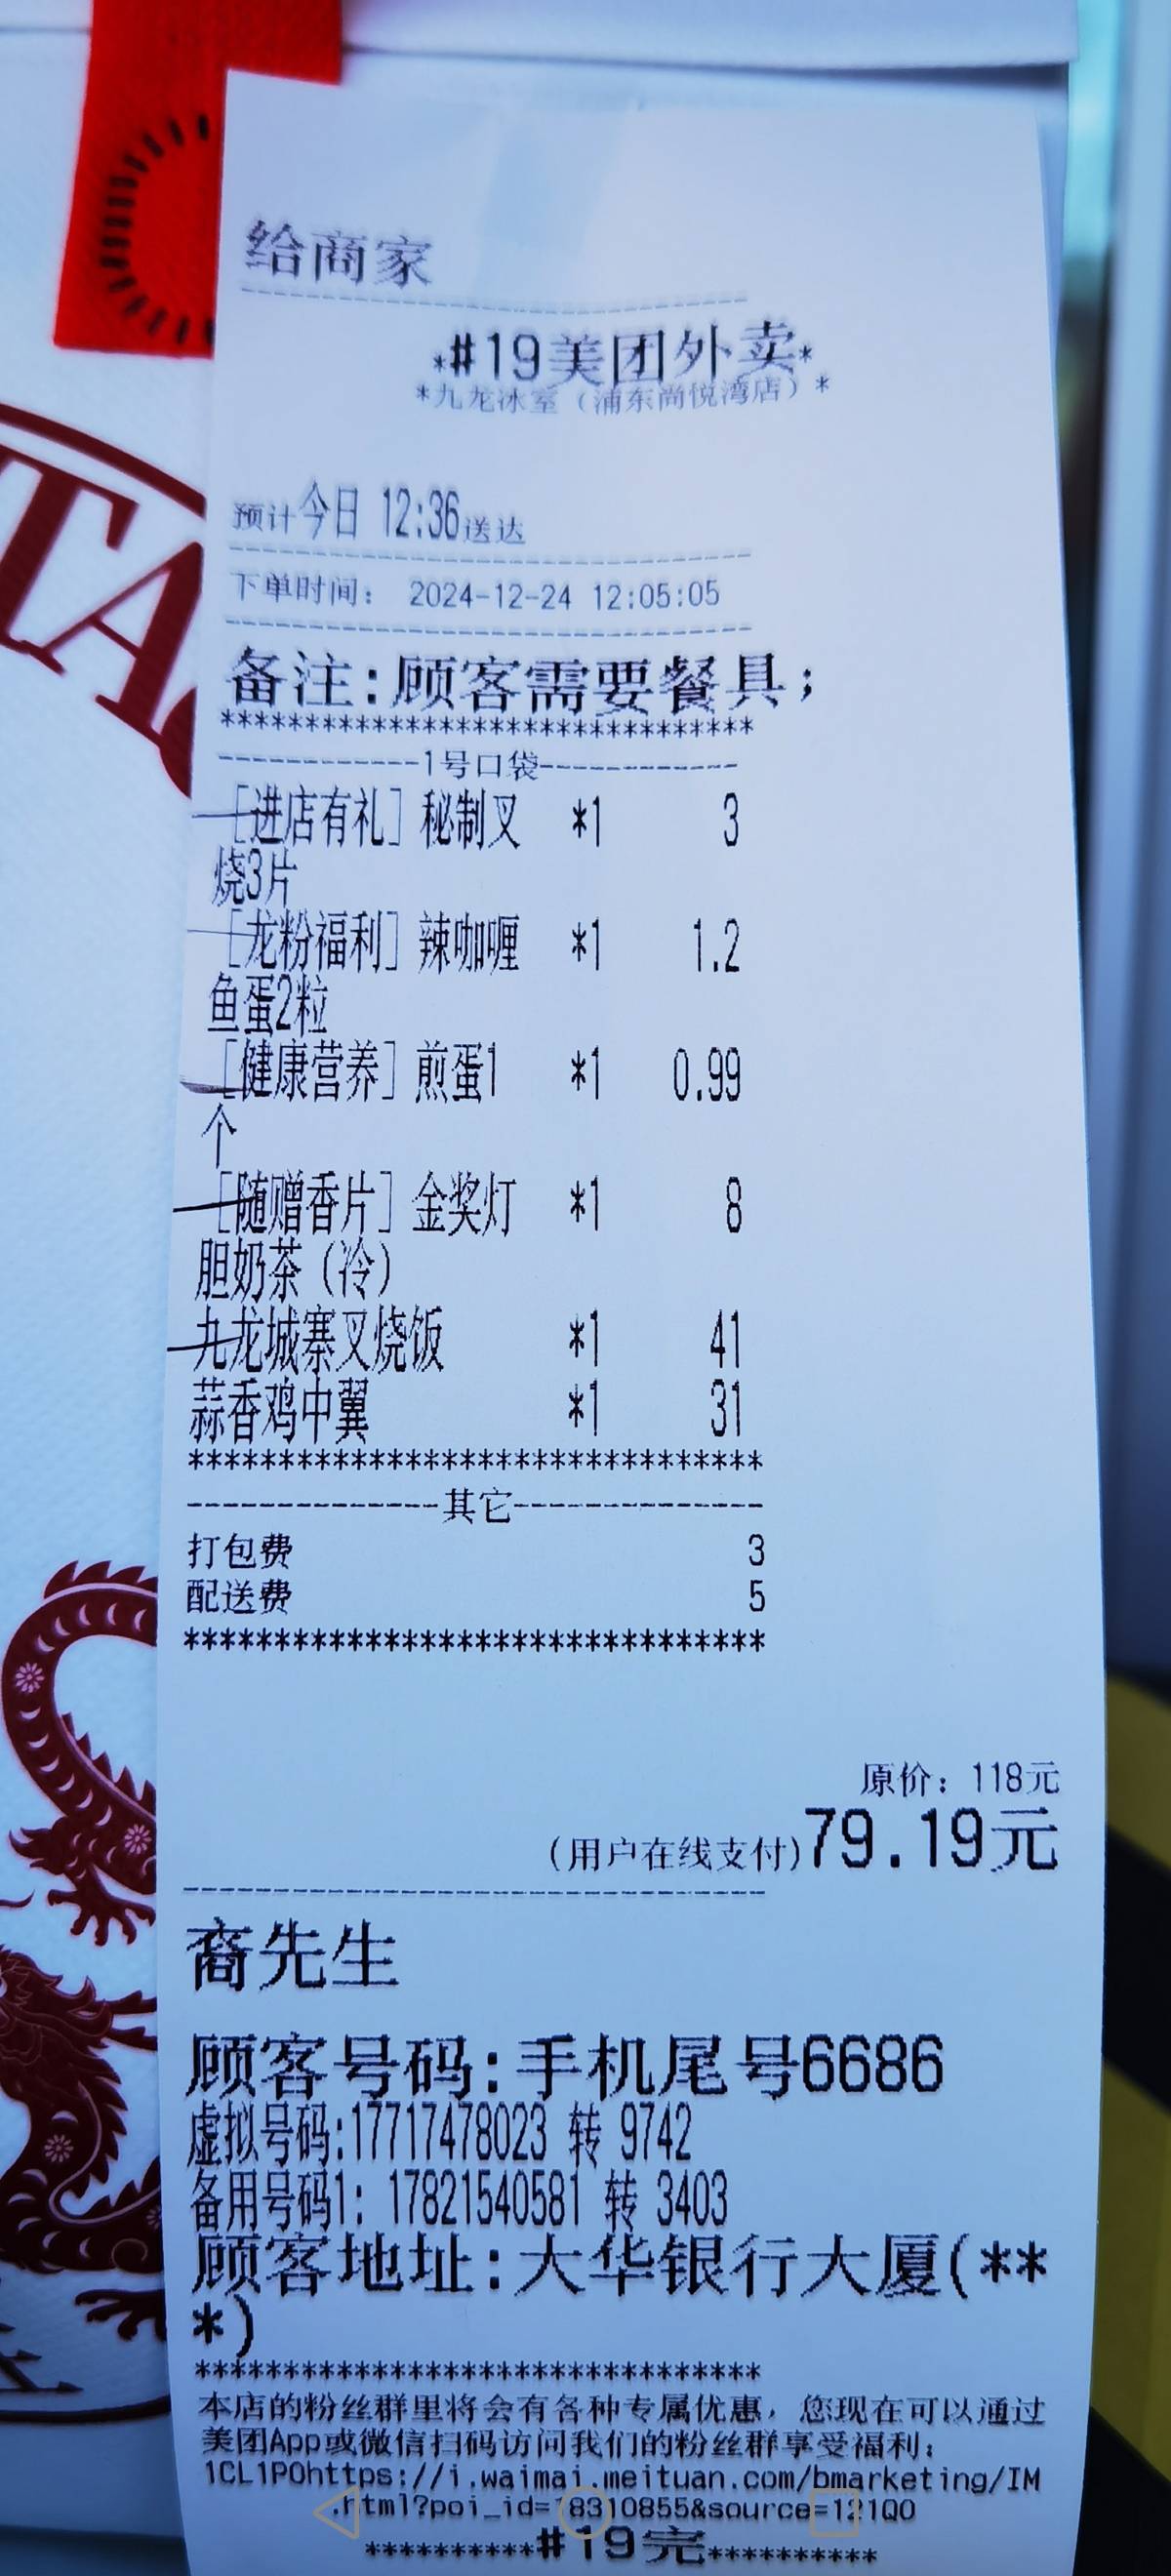 给商家
*#19美团外卖*
*九龙冰室（浦东尚悦湾店）*
预计今日 12:36送达
下单时间： 2024-12-24 12:05:05
备注:顾客需要餐具;
********************************
------------1号口袋------------
[进店有礼] 秘制叉 *1 3
烧3片
[龙粉福利] 辣咖喱 *1 1.2
鱼蛋2粒
[健康营养] 煎蛋1 *1 0.99
个
[随赠香片] 金奖灯 *1 8
胆奶茶（冷）
九龙城寨叉烧饭 *1 41
蒜香鸡中翼 *1 31
********************************
--------------其它--------------
打包费 3
配送费 5
********************************
原价: 118元
(用户在线支付)79.19元
裔先生
顾客号码:手机尾号6686
虚拟号码:17717478023 转 9742
备用号码1: 17821540581 转 3403
顾客地址:大华银行大厦(**
*)
********************************
本店的粉丝群里将会有各种专属优惠，您现在可以通过
美团App或微信扫码访问我们的粉丝群享受福利:
1CL1P0https://i.waimai.meituan.com/bmarketing/IM
.html?poi_id=18310855&source=121Q0
**********#19完**********
TA